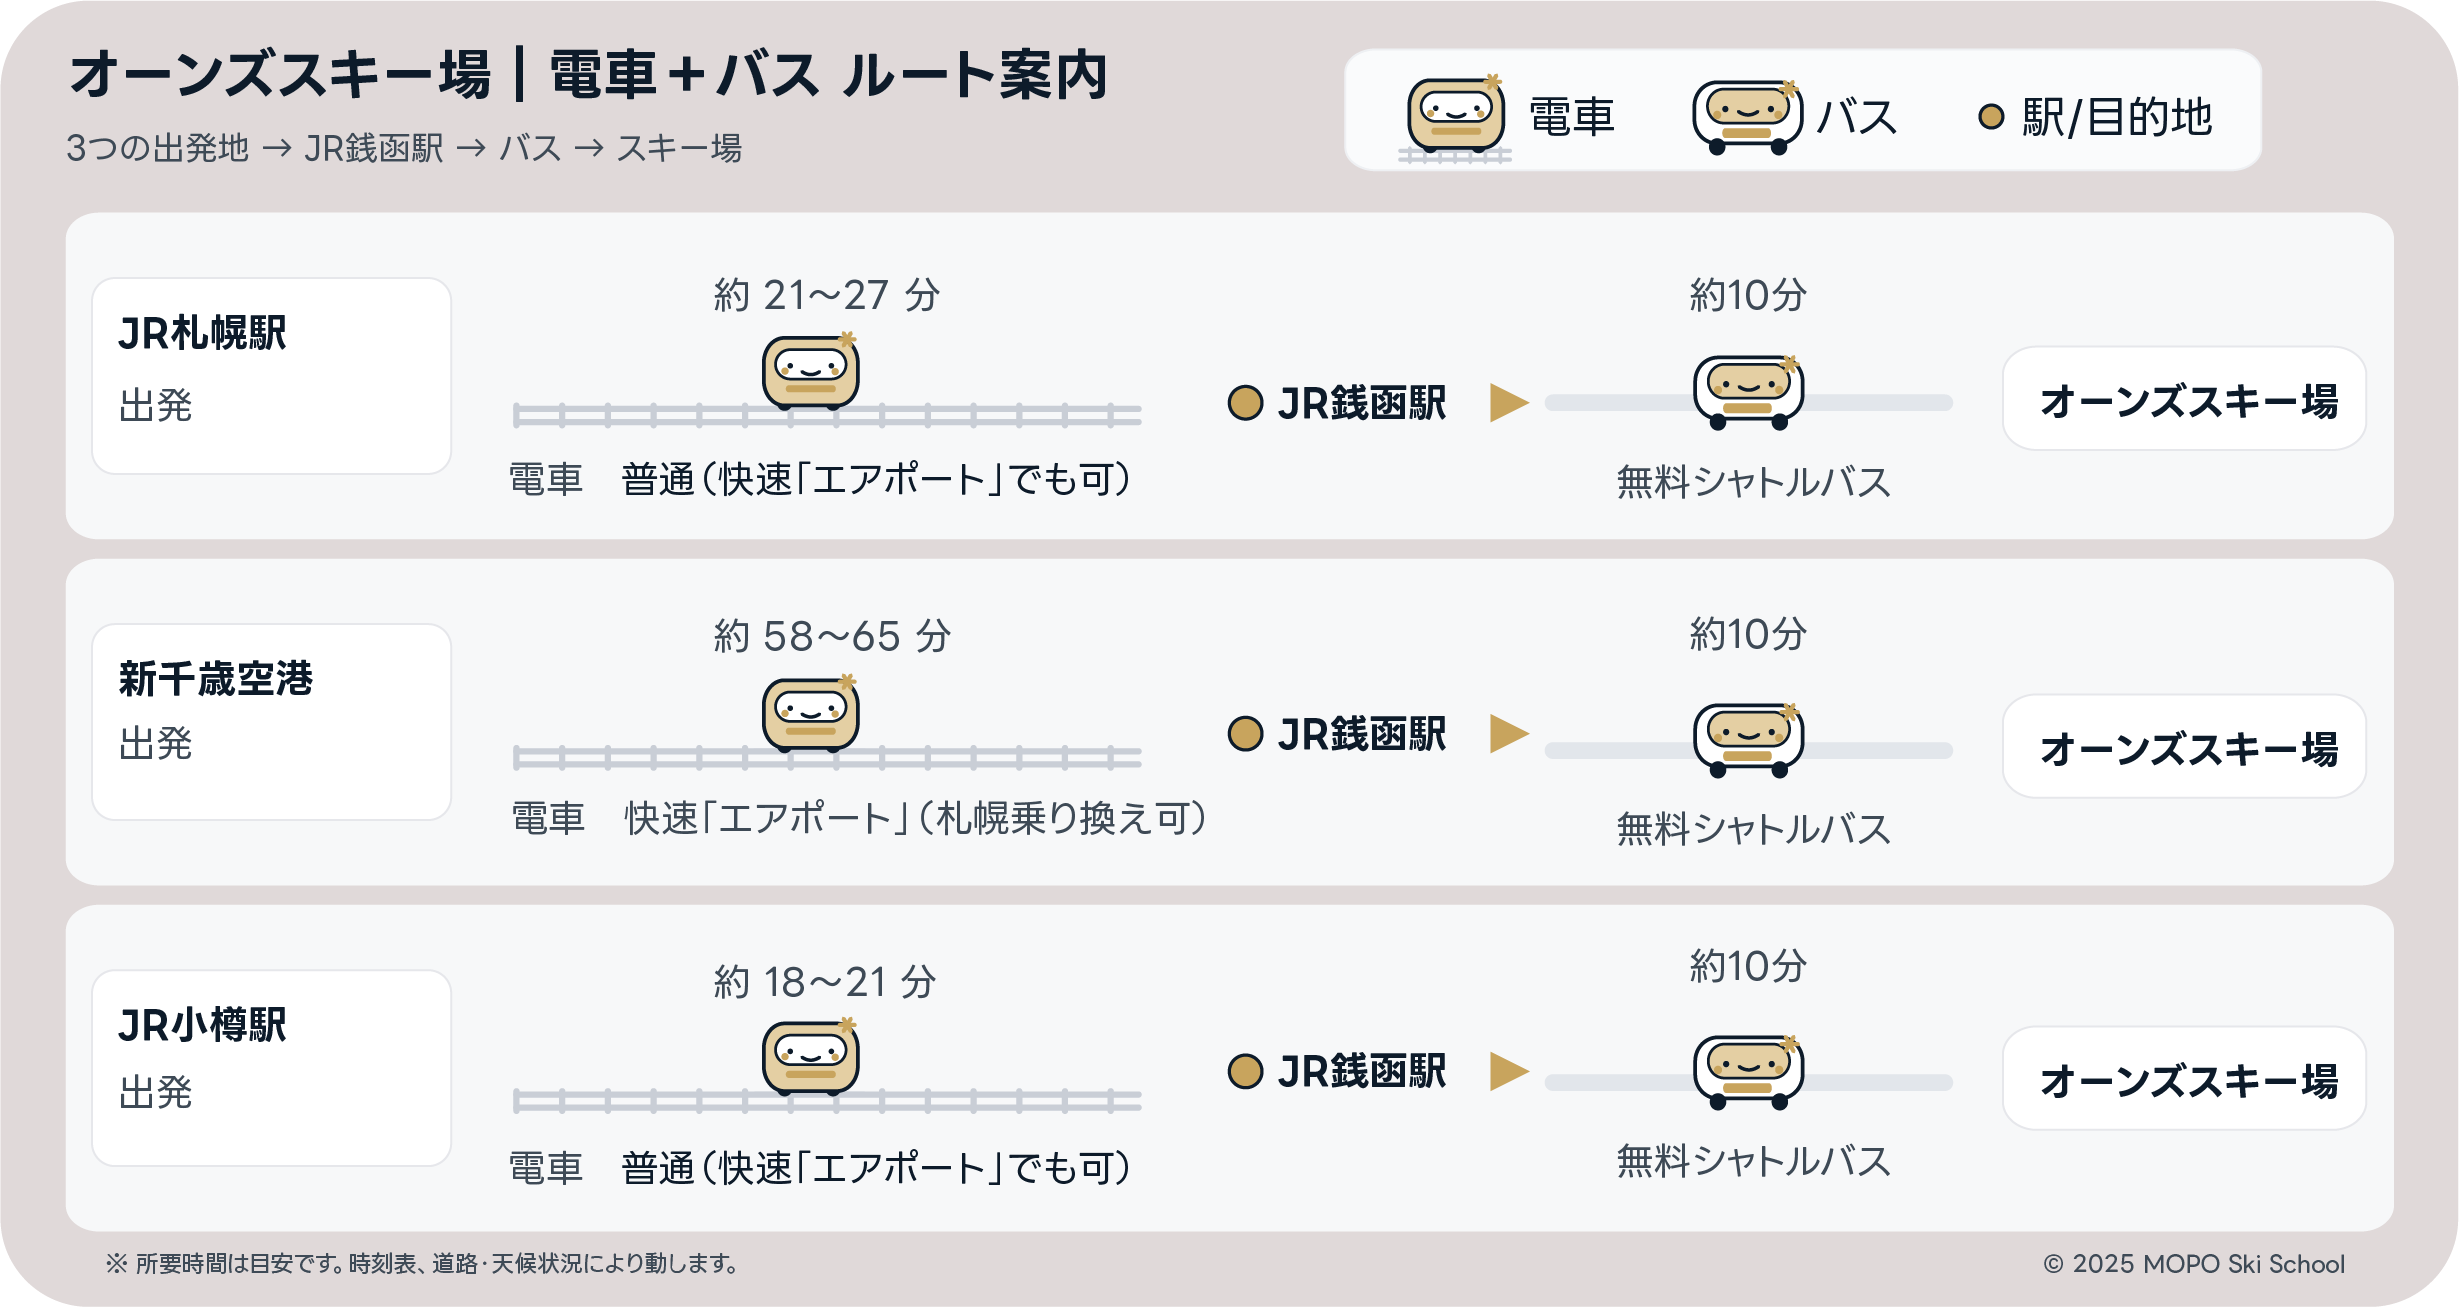 オーンズスキー場 | 電車+バス ルート案内
3つの出発地 → JR銭函駅 → バス → スキー場
電車 バス 駅/目的地
約 21〜27 分
約10分
JR札幌駅
出発
JR銭函駅
オーンズスキー場
電車 普通(快速「エアポート」でも可)
無料シャトルバス
約 58〜65 分
約10分
新千歳空港
出発
JR銭函駅
オーンズスキー場
電車 快速「エアポート」(札幌乗り換え可)
無料シャトルバス
約 18〜21 分
約10分
JR小樽駅
出発
JR銭函駅
オーンズスキー場
電車 普通(快速「エアポート」でも可)
無料シャトルバス
※ 所要時間は目安です。時刻表、道路·天候状況により動します。
© 2025 MOPO Ski School